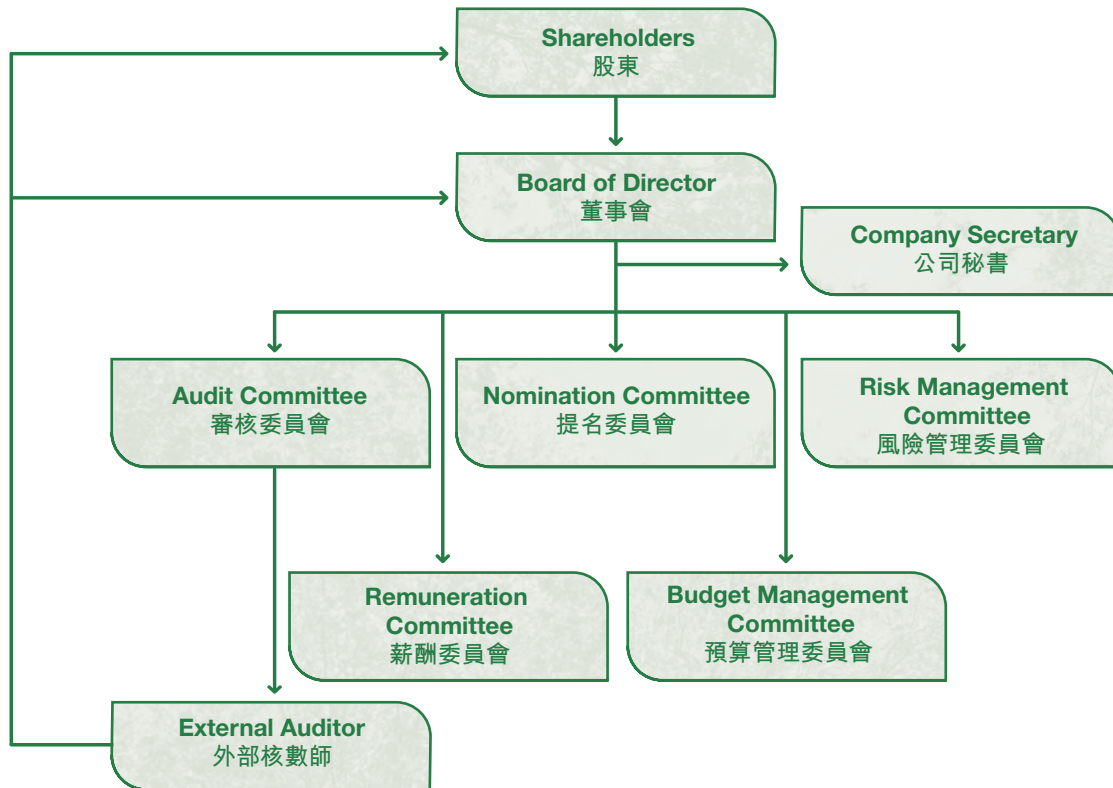 Shareholders
股東
Board of Director
董事會
Company Secretary
公司秘書
Audit Committee
審核委員會
Nomination Committee
提名委員會
Risk Management
Committee
風險管理委員會
Remuneration
Committee
薪酬委員會
Budget Management
Committee
預算管理委員會
External Auditor
外部核數師